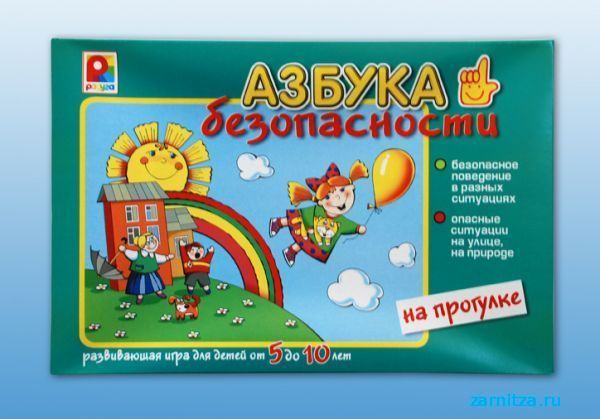 радуга
АЗБУКА
безопасности
безопасное
поведение
в разных
ситуациях
опасные
ситуации
на улице,
на природе
на прогулке
развивающая игра для детей от 5 до 10 лет
zarnitza.ru